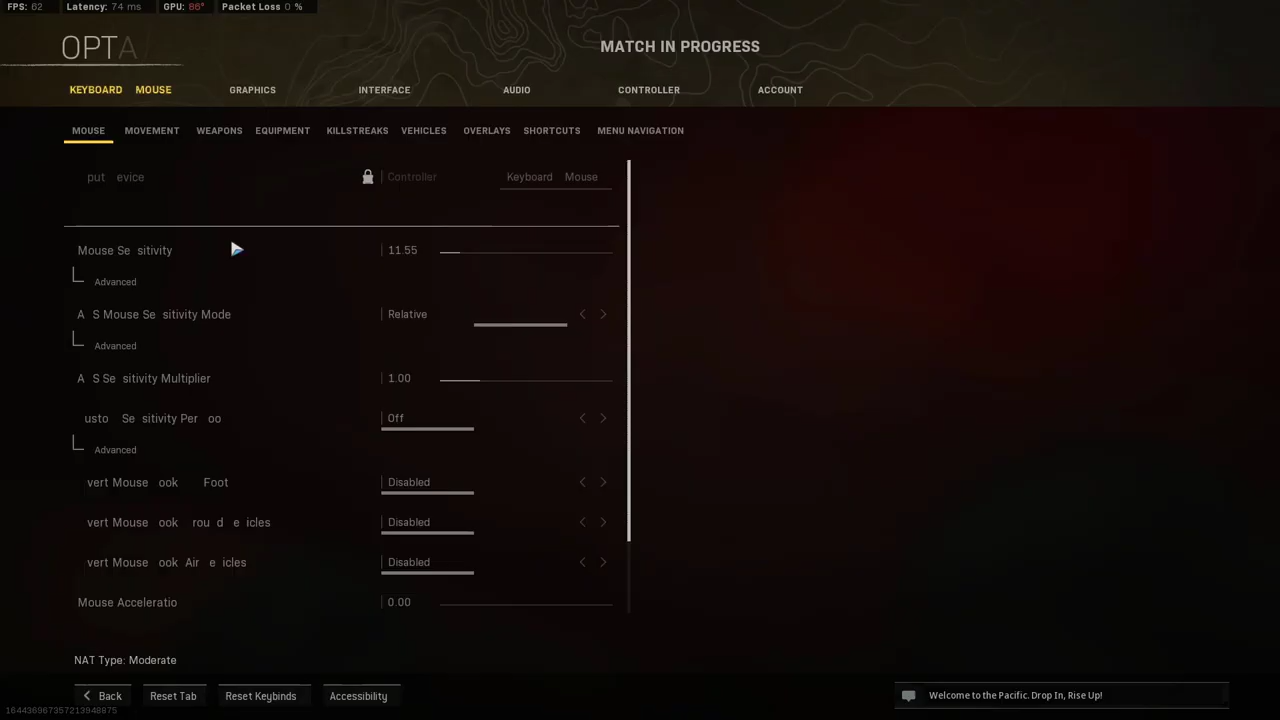 FPS: 62 Latency: 74 ms GPU: 86° Packet Loss 0 %
OPTA
MATCH IN PROGRESS
KEYBOARD MOUSE GRAPHICS INTERFACE AUDIO CONTROLLER ACCOUNT
MOUSE MOVEMENT WEAPONS EQUIPMENT KILLSTREAKS VEHICLES OVERLAYS SHORTCUTS MENU NAVIGATION
put evice Controller Keyboard Mouse
Mouse Se sitivity 11.55
Advanced
A S Mouse Se sitivity Mode Relative
Advanced
A S Se sitivity Multiplier 1.00
usto Se sitivity Per oo Off
Advanced
vert Mouse ook Foot Disabled
vert Mouse ook rou d e icles Disabled
vert Mouse ook Air e icles Disabled
Mouse Acceleratio 0.00
NAT Type: Moderate
Back Reset Tab Reset Keybinds Accessibility
Welcome to the Pacific. Drop In, Rise Up!
16443696735721394887​5